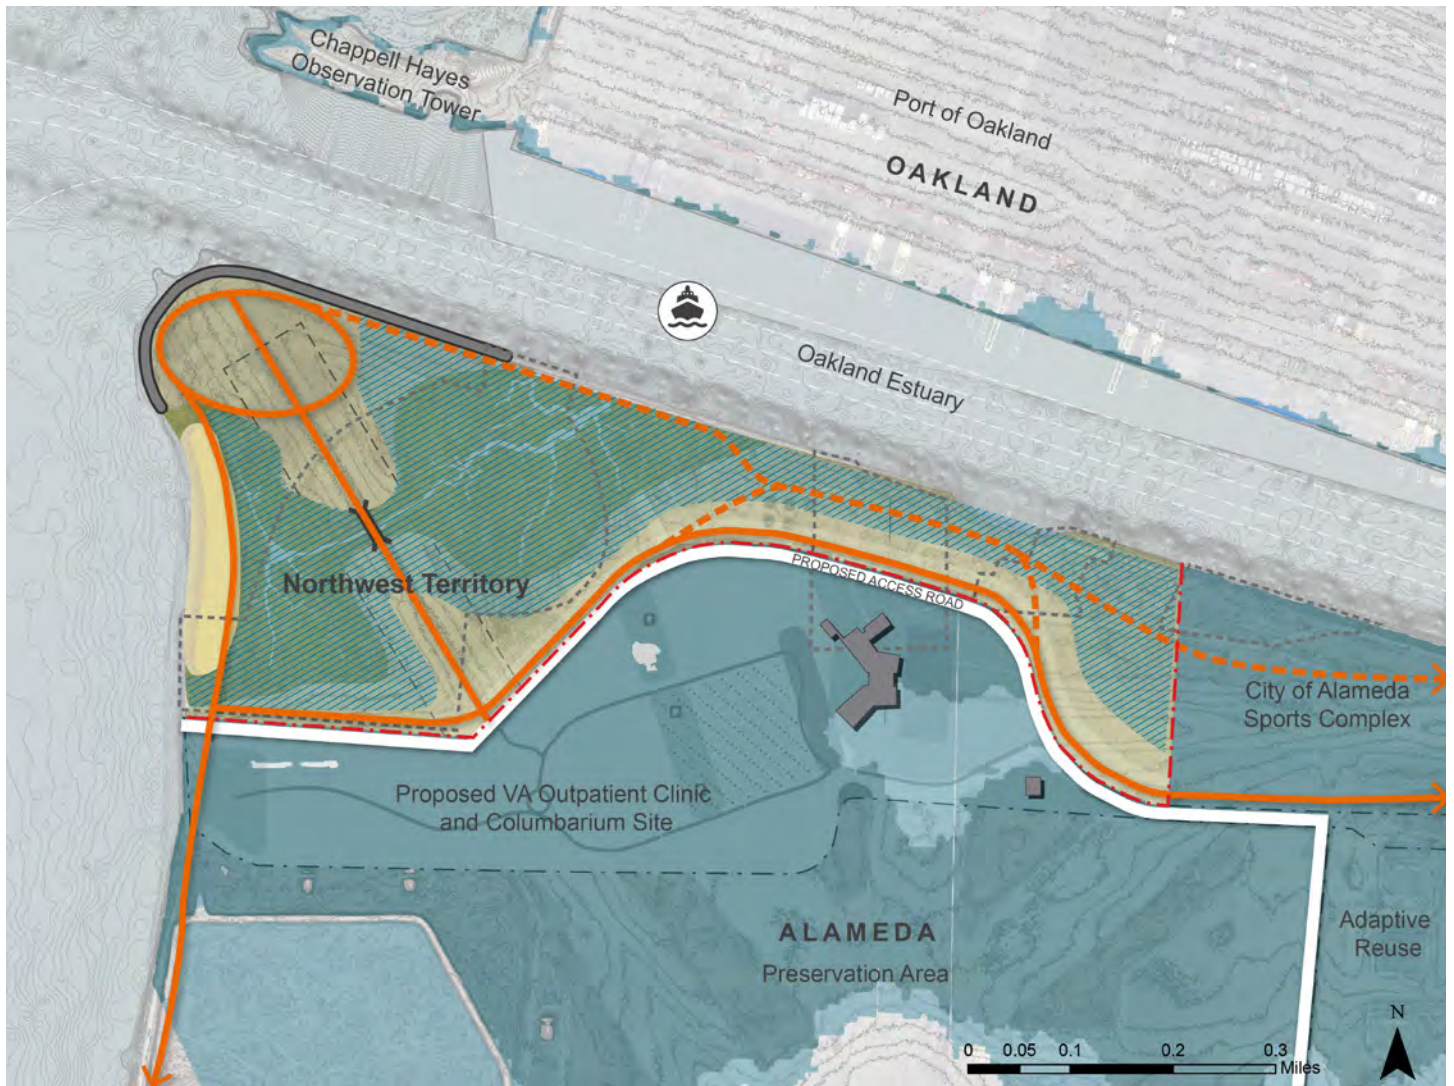 Chappell Hayes
Observation Tower
Port of Oakland
OAKLAND
Oakland Estuary
Northwest Territory
PROPOSED ACCESS ROAD
City of Alameda
Sports Complex
Proposed VA Outpatient Clinic
and Columbarium Site
ALAMEDA
Preservation Area
Adaptive
Reuse
N
0 0.05 0.1 0.2 0.3
Miles